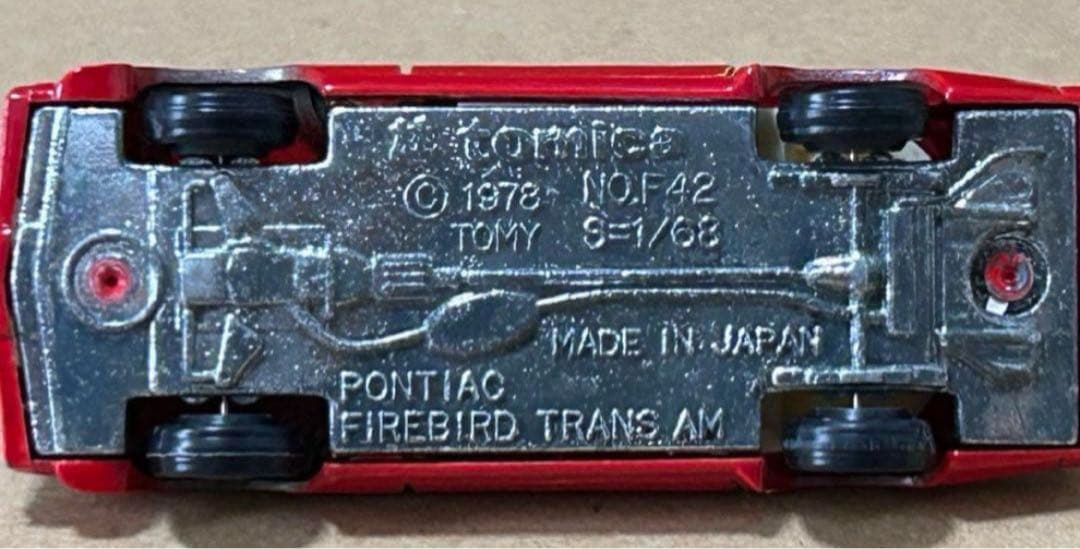 tomica
© 1978 NO.F42
TOMY S=1/68
MADE IN JAPAN
PONTIAC
FIREBIRD TRANS AM